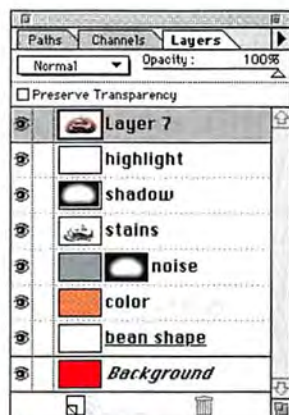 Paths Channels Layers
Normal Opacity: 100%
Preserve Transparency
Layer 7
highlight
shadow
stains
noise
color
bean shape
Background